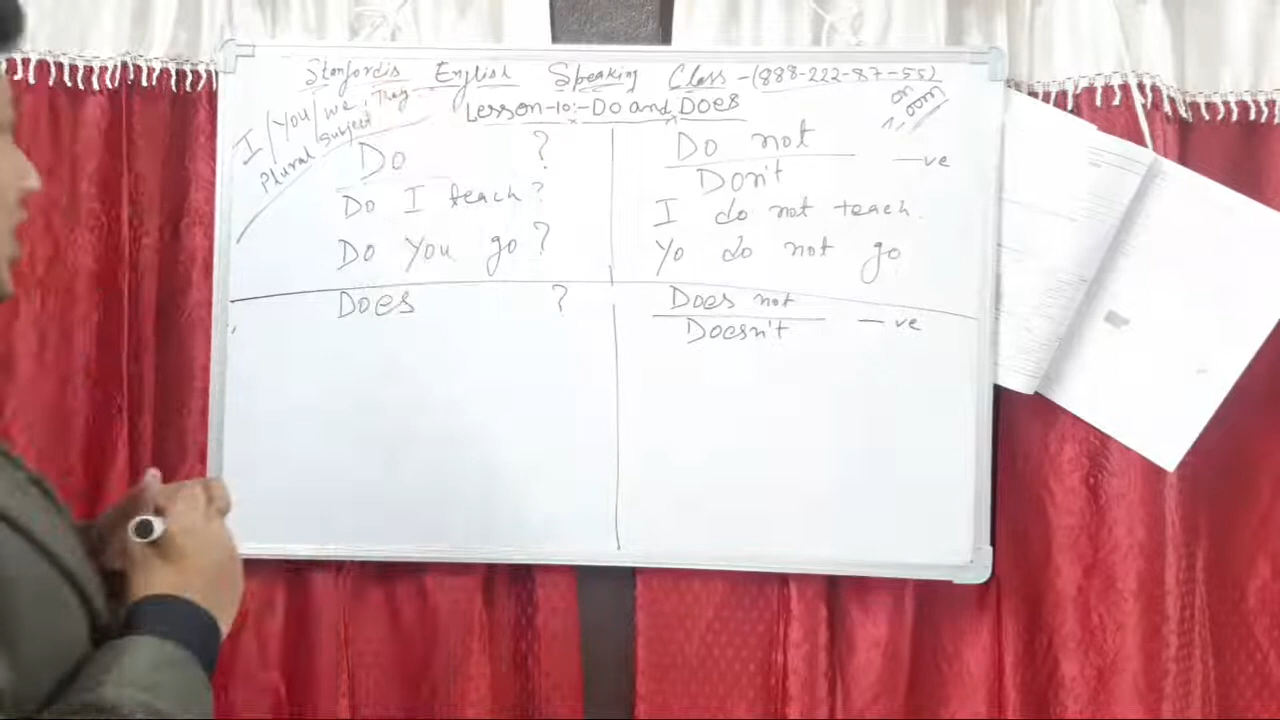 Stanfordis English Speaking Class - (888-222-87-55)
Lesson-10:- Do and Does
on zoom
I / You / we, They
Plural Subject
Do ?
Do I teach?
Do You go ?
Do not
Don't —ve
I do not teach.
Yo do not go
Does ?
Does not
Doesn't —ve